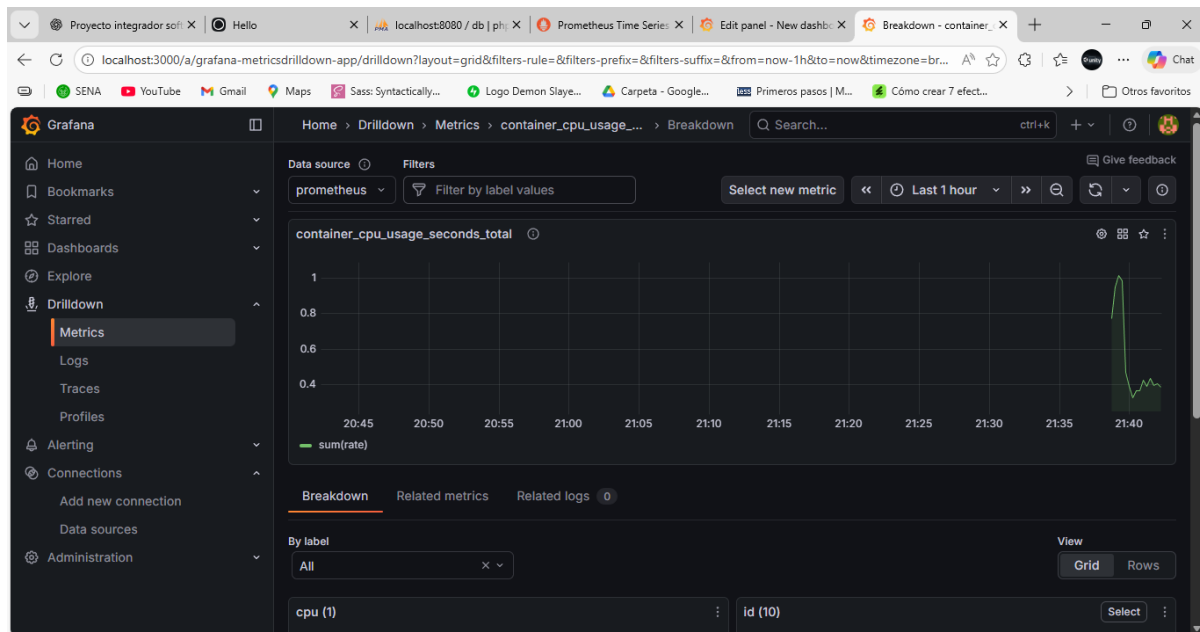 Proyecto integrador soft
Hello
localhost:8080 / db | php
Prometheus Time Series
Edit panel - New dashbo
Breakdown - container_c
localhost:3000/a/grafana-metricsdrilldown-app/drilldown?layout=grid&filters-rule=&filters-prefix=&filters-suffix=&from=now-1h&to=now&timezone=br...
Chat
SENA
YouTube
Gmail
Maps
Sass: Syntactically...
Logo Demon Slaye...
Carpeta - Google...
Primeros pasos | M...
Cómo crear 7 efect...
Otros favoritos
Grafana
Home › Drilldown › Metrics › container_cpu_usage_... › Breakdown
Search...
ctrl+k
Home
Bookmarks
Starred
Dashboards
Explore
Drilldown
Metrics
Logs
Traces
Profiles
Alerting
Connections
Add new connection
Data sources
Administration
Give feedback
Data source
Filters
prometheus
Filter by label values
Select new metric
Last 1 hour
container_cpu_usage_seconds_total
1
0.8
0.6
0.4
20:45 20:50 20:55 21:00 21:05 21:10 21:15 21:20 21:25 21:30 21:35 21:40
sum(rate)
Breakdown
Related metrics
Related logs 0
By label
All
View
Grid
Rows
cpu (1)
id (10)
Select